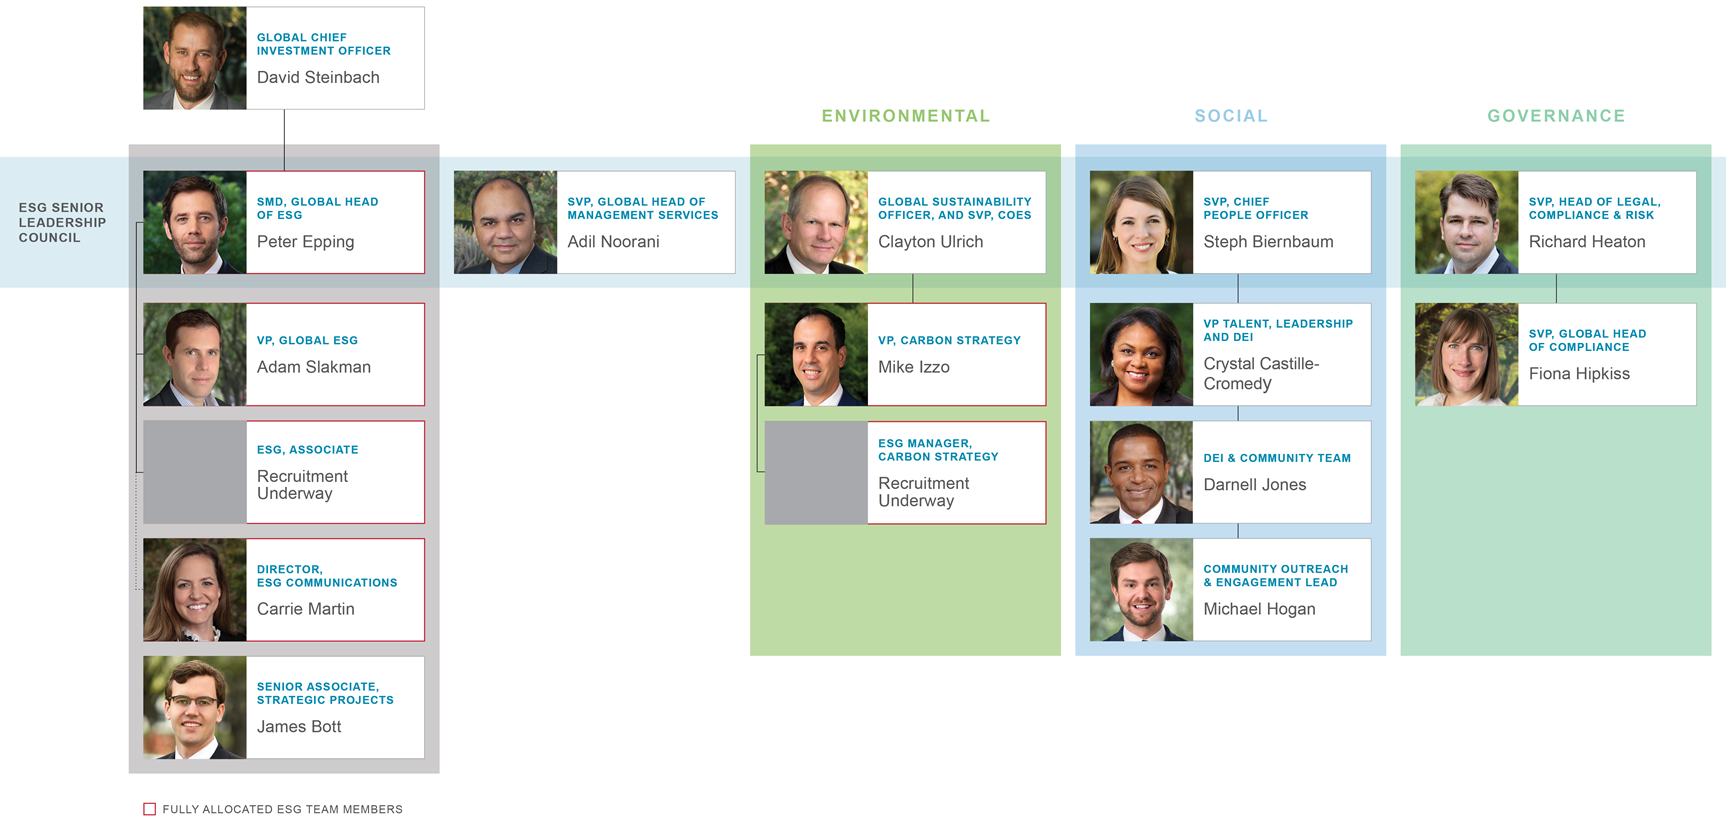 GLOBAL CHIEF
INVESTMENT OFFICER
David Steinbach
ENVIRONMENTAL
SOCIAL
GOVERNANCE
ESG SENIOR
LEADERSHIP
COUNCIL
SMD, GLOBAL HEAD
OF ESG
Peter Epping
SVP, GLOBAL HEAD OF
MANAGEMENT SERVICES
Adil Noorani
GLOBAL SUSTAINABILITY
OFFICER, AND SVP, COES
Clayton Ulrich
SVP, CHIEF
PEOPLE OFFICER
Steph Biernbaum
SVP, HEAD OF LEGAL,
COMPLIANCE & RISK
Richard Heaton
VP, GLOBAL ESG
Adam Slakman
VP, CARBON STRATEGY
Mike Izzo
VP TALENT, LEADERSHIP
AND DEI
Crystal Castille-
Cromedy
SVP, GLOBAL HEAD
OF COMPLIANCE
Fiona Hipkiss
ESG, ASSOCIATE
Recruitment
Underway
ESG MANAGER,
CARBON STRATEGY
Recruitment
Underway
DEI & COMMUNITY TEAM
Darnell Jones
DIRECTOR,
ESG COMMUNICATIONS
Carrie Martin
COMMUNITY OUTREACH
& ENGAGEMENT LEAD
Michael Hogan
SENIOR ASSOCIATE,
STRATEGIC PROJECTS
James Bott
FULLY ALLOCATED ESG TEAM MEMBERS